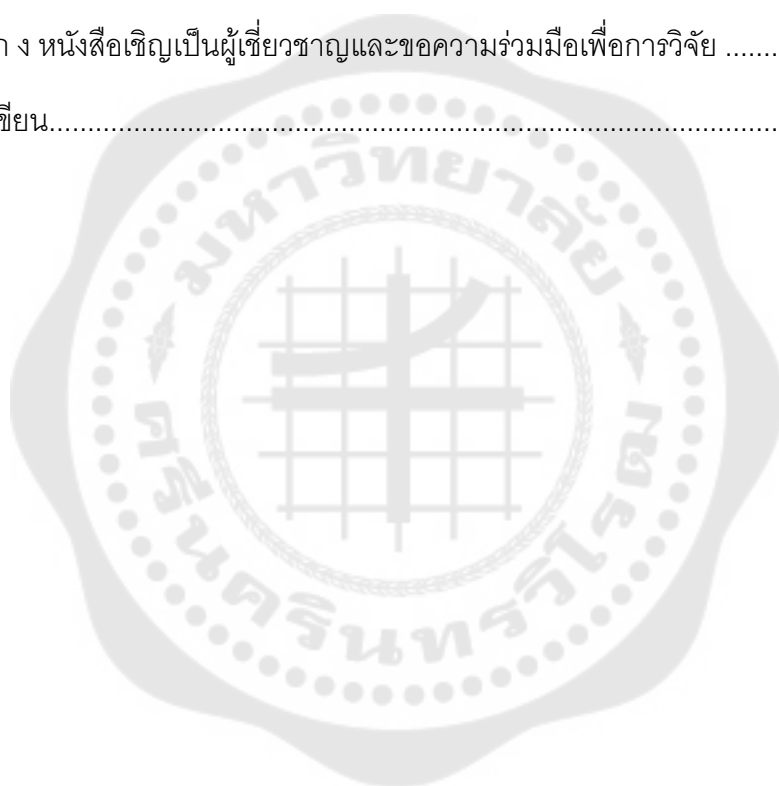 ก ง หนังสือเชิญเป็นผู้เชี่ยวชาญและขอความร่วมมือเพื่อการวิจัย .......
ขียน...............................................................................................
มหาวิทยาลัย
ศรีนครินทรวิโรฒ